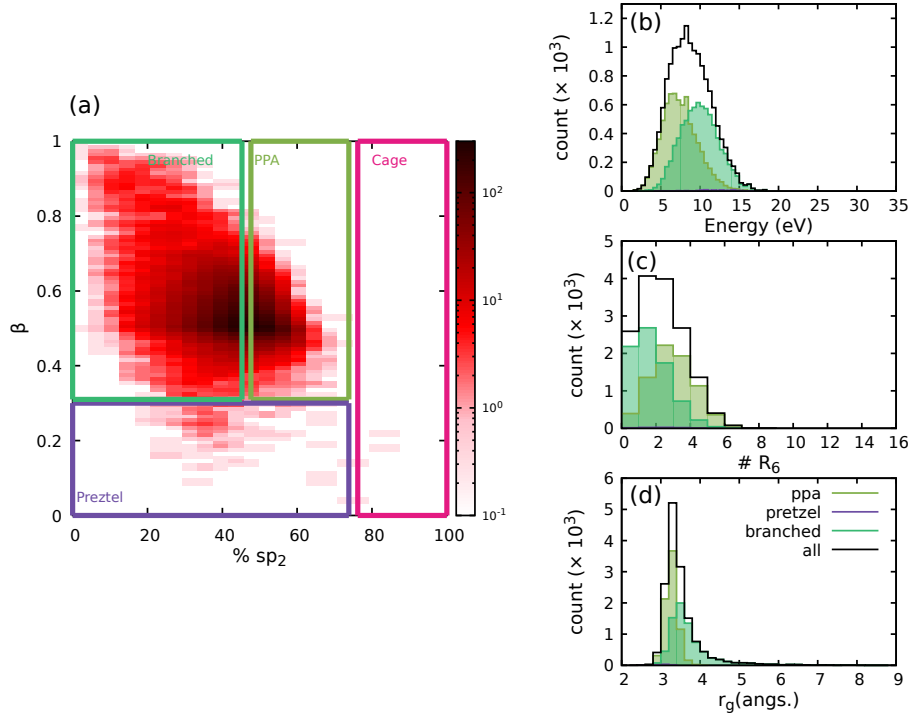 (a)
Branched
PPA
Cage
Preztel
1
0.8
0.6
0.4
0.2
0
β
0 20 40 60 80 100
% sp2
10^2
10^1
10^0
10^-1
(b)
1.2
1.0
0.9
0.6
0.4
0.2
0
count (× 10^3)
0 5 10 15 20 25 30 35
Energy (eV)
(c)
5
4
3
2
1
0
count (× 10^3)
0 2 4 6 8 10 12 14 16
# R6
(d)
6
5
4
3
2
1
0
count (× 10^3)
ppa
pretzel
branched
all
2 3 4 5 6 7 8 9
rg(angs.)